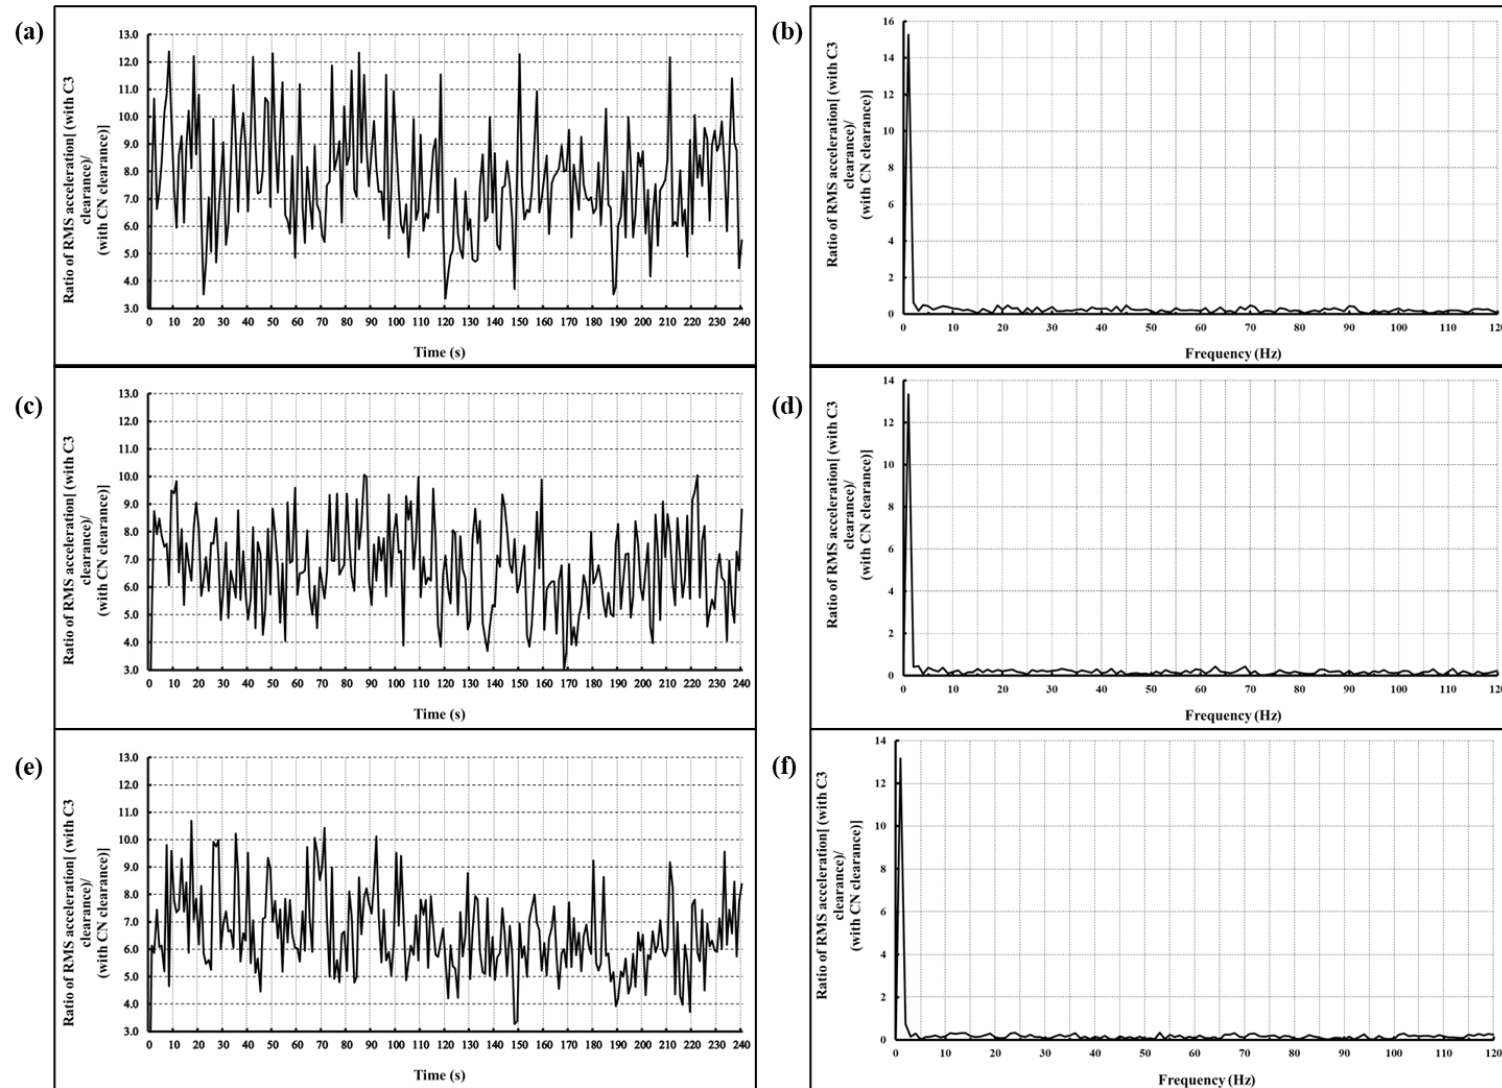 (a)
Ratio of RMS acceleration[ (with C3
clearance)/
(with CN clearance)]
13.0
12.0
11.0
10.0
9.0
8.0
7.0
6.0
5.0
4.0
3.0
0 10 20 30 40 50 60 70 80 90 100 110 120 130 140 150 160 170 180 190 200 210 220 230 240
Time (s)
(b)
Ratio of RMS acceleration[ (with C3
clearance)/
(with CN clearance)]
16
14
12
10
8
6
4
2
0
0 10 20 30 40 50 60 70 80 90 100 110 120
Frequency (Hz)
(c)
Ratio of RMS acceleration[ (with C3
clearance)/
(with CN clearance)]
13.0
12.0
11.0
10.0
9.0
8.0
7.0
6.0
5.0
4.0
3.0
0 10 20 30 40 50 60 70 80 90 100 110 120 130 140 150 160 170 180 190 200 210 220 230 240
Time (s)
(d)
Ratio of RMS acceleration[ (with C3
clearance)/
(with CN clearance)]
14
12
10
8
6
4
2
0
0 10 20 30 40 50 60 70 80 90 100 110 120
Frequency (Hz)
(e)
Ratio of RMS acceleration[ (with C3
clearance)/
(with CN clearance)]
13.0
12.0
11.0
10.0
9.0
8.0
7.0
6.0
5.0
4.0
3.0
0 10 20 30 40 50 60 70 80 90 100 110 120 130 140 150 160 170 180 190 200 210 220 230 240
Time (s)
(f)
Ratio of RMS acceleration[ (with C3
clearance)/
(with CN clearance)]
14
12
10
8
6
4
2
0
0 10 20 30 40 50 60 70 80 90 100 110 120
Frequency (Hz)